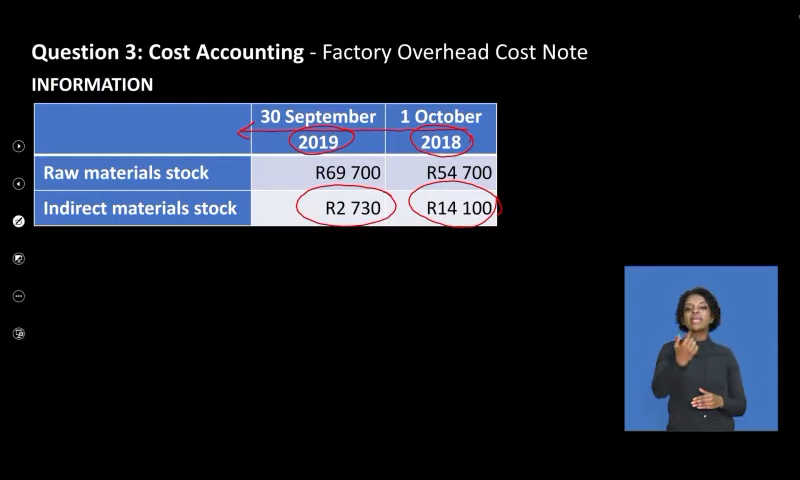 Question 3: Cost Accounting - Factory Overhead Cost Note
INFORMATION
30 September 2019 1 October 2018
Raw materials stock R69 700 R54 700
Indirect materials stock R2 730 R14 100